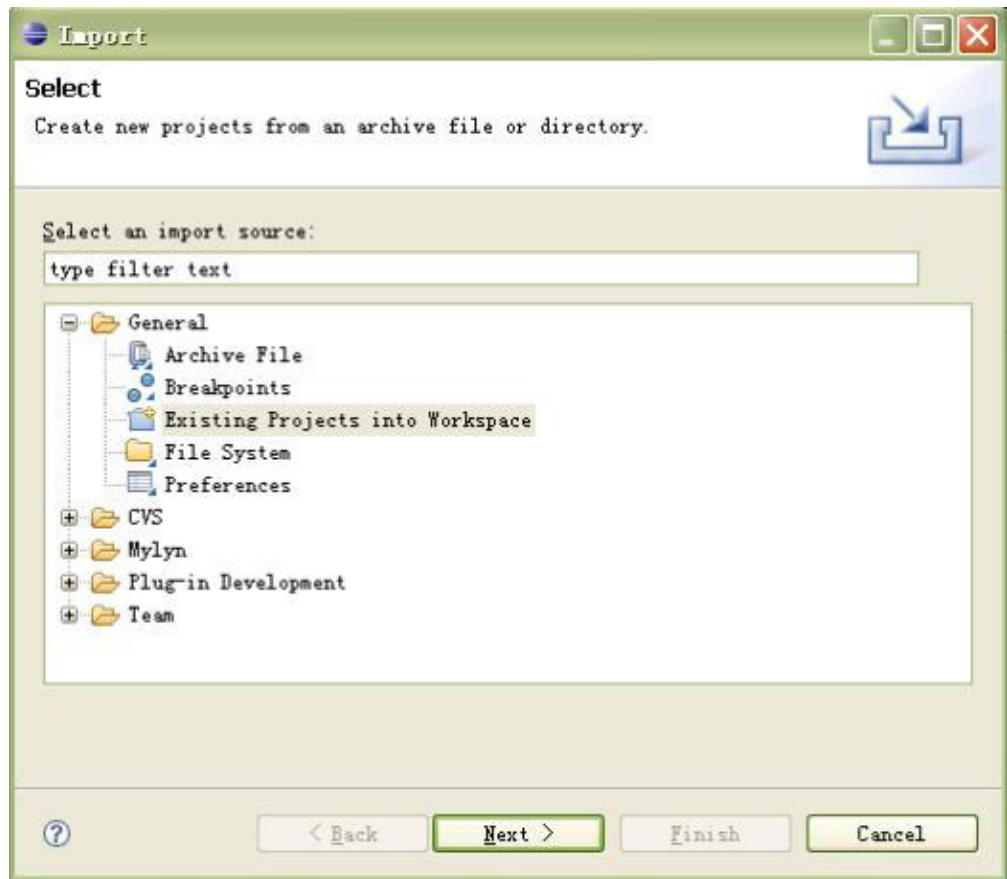 Import
Select
Create new projects from an archive file or directory.
Select an import source:
type filter text
General
Archive File
Breakpoints
Existing Projects into Workspace
File System
Preferences
CVS
Mylyn
Plug-in Development
Team
? < Back Next > Finish Cancel